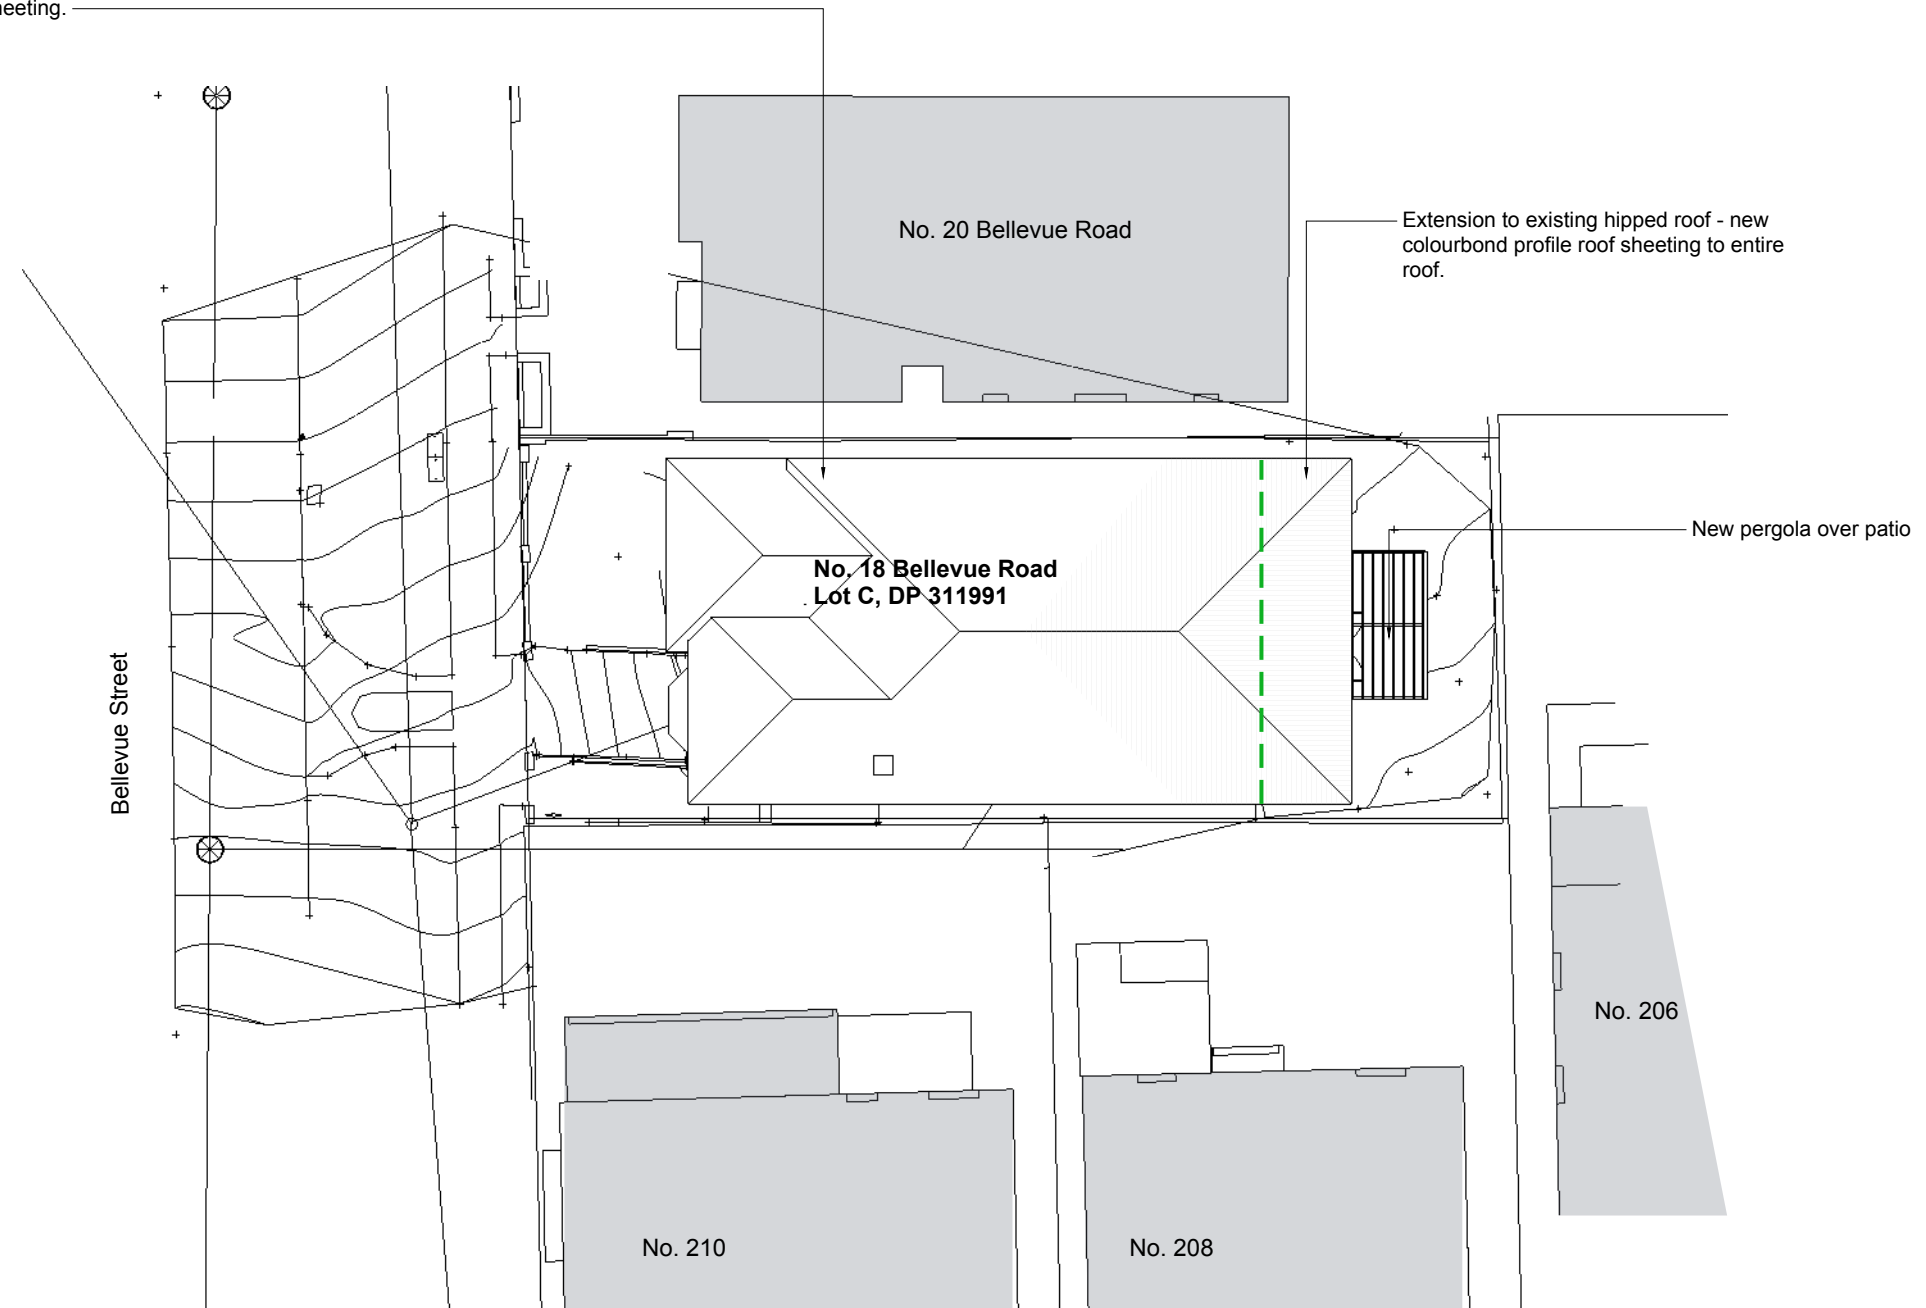 No. 20 Bellevue Road
Extension to existing hipped roof - new
colourbond profile roof sheeting to entire
roof.
New pergola over patio
No. 18 Bellevue Road
Lot C, DP 311991
Bellevue Street
No. 206
No. 210
No. 208